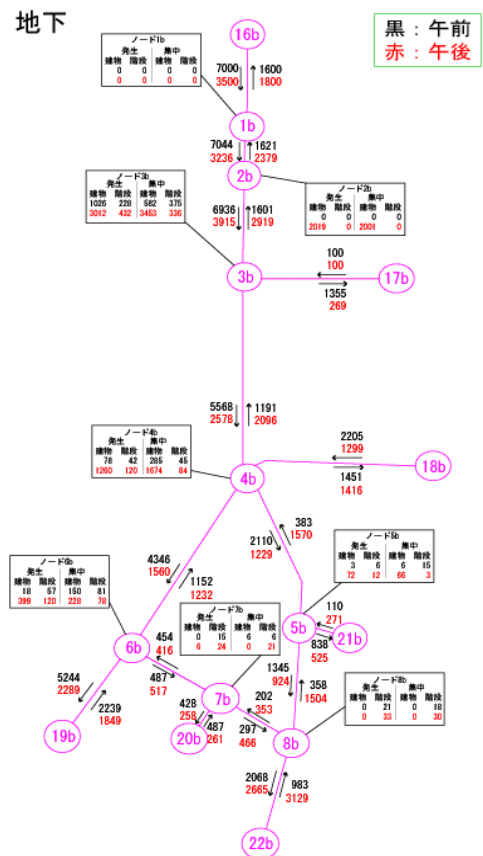 地下
黒：午前
赤：午後
16b
ノード1b
発生 集中
建物 階段 建物 階段
0 0 0 0
0 0 0 0
7000 1600
3500 1800
1b
7044 1621
3236 2379
2b
ノード3b
発生 集中
建物 階段 建物 階段
1026 228 582 375
3012 432 3453 336
ノード2b
発生 集中
建物 階段 建物 階段
0 0 0 0
2019 0 2001 0
6936 1601
3915 2919
3b
100
100
17b
1355
269
5568 1191
2578 2096
ノード4b
発生 集中
建物 階段 建物 階段
78 42 285 45
1260 120 1674 84
4b
2205
1299
18b
1451
1416
383
1570
2110
1229
ノード5b
発生 集中
建物 階段 建物 階段
3 6 6 15
72 12 66 3
4346
1560
1152
1232
ノード6b
発生 集中
建物 階段 建物 階段
18 57 150 81
399 120 228 78
ノード7b
発生 集中
建物 階段 建物 階段
0 15 6 6
6 24 0 21
110
271
5b
21b
838
525
6b
454
416
487
517
1345
924
358
1504
5244
2289
2239
1849
7b
202
353
ノード8b
発生 集中
建物 階段 建物 階段
0 21 0 18
0 33 0 30
428
258
487
261
297
466
19b
20b
8b
2068
2665
983
3129
22b